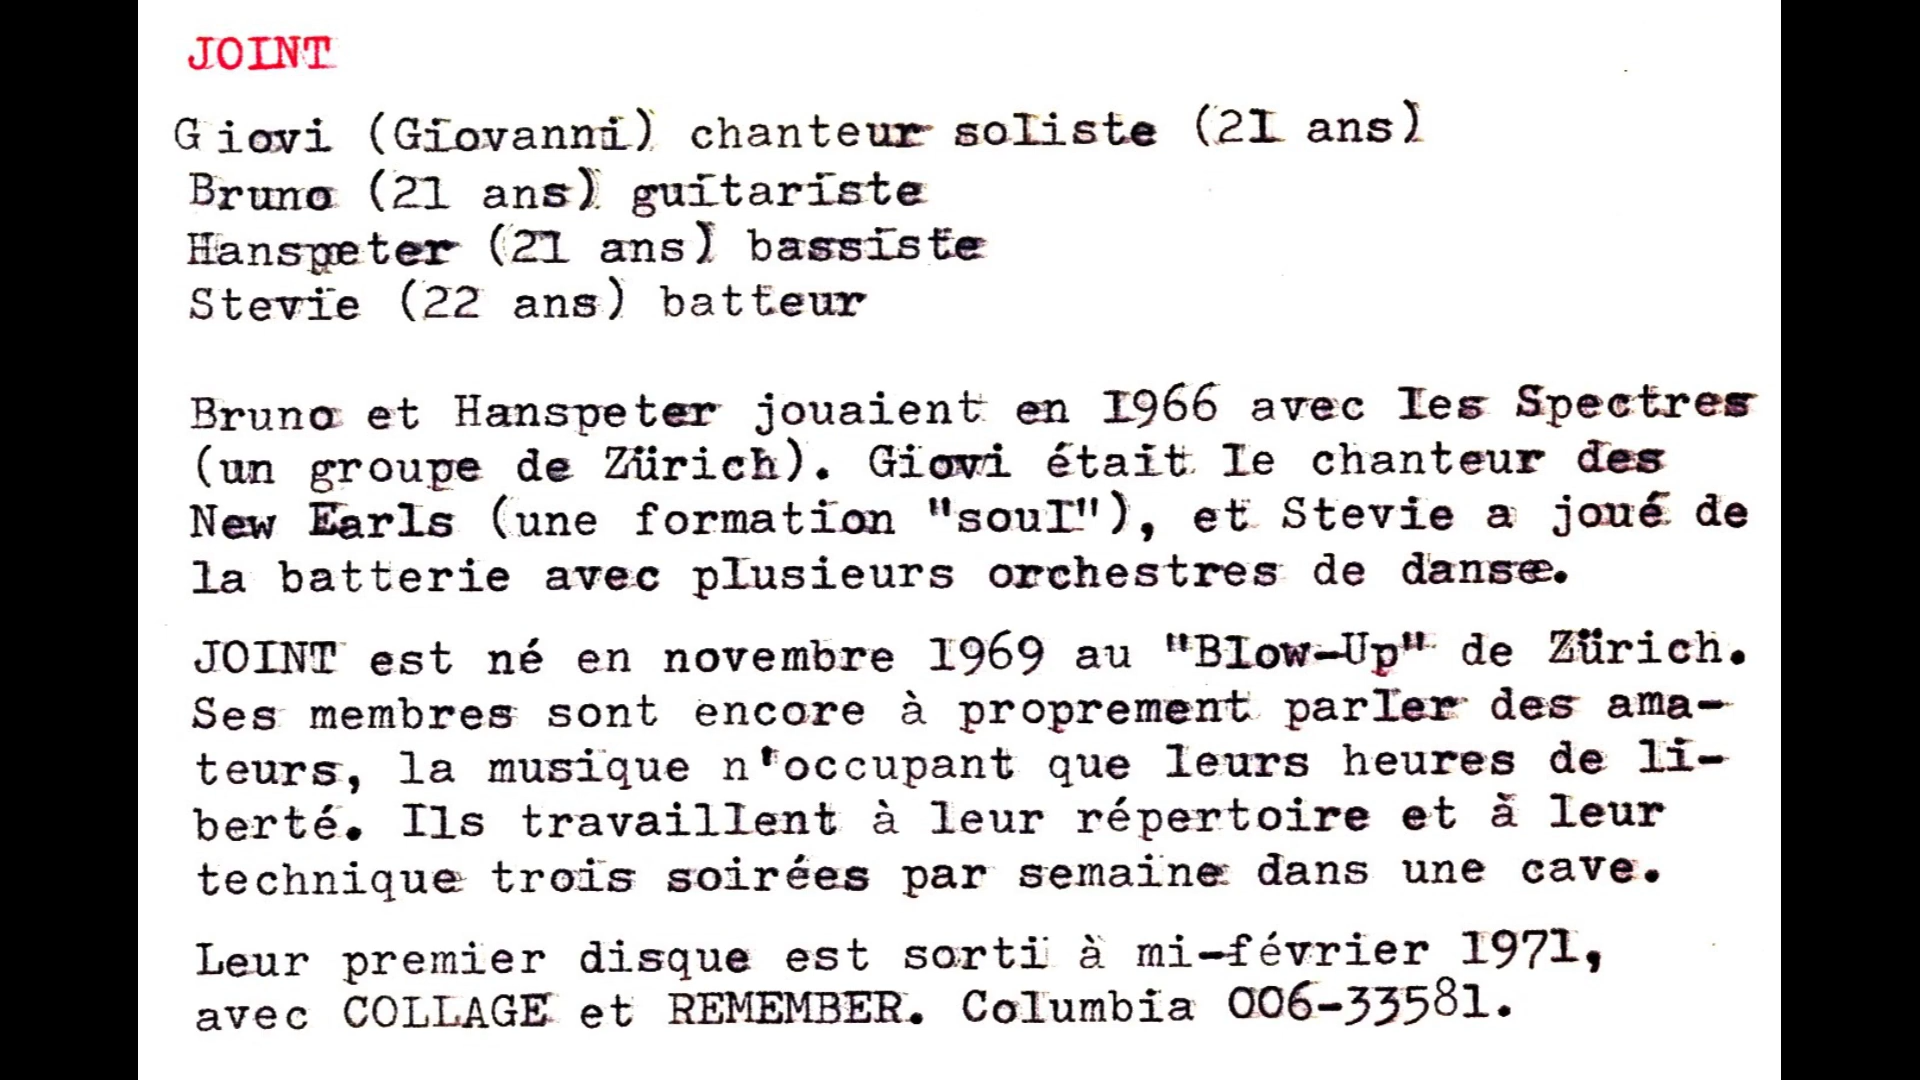 JOINT
Giovi (Giovanni) chanteur soliste (21 ans)
Bruno (21 ans) guitariste
Hanspeter (21 ans) bassiste
Stevie (22 ans) batteur
Bruno et Hanspeter jouaient en 1966 avec les Spectres
(un groupe de Zürich). Giovi était le chanteur des
New Earls (une formation "soul"), et Stevie a joué de
la batterie avec plusieurs orchestres de danse.
JOINT est né en novembre 1969 au "Blow-Up" de Zürich.
Ses membres sont encore à proprement parler des ama-
teurs, la musique n'occupant que leurs heures de li-
berté. Ils travaillent à leur répertoire et à leur
technique trois soirées par semaine dans une cave.
Leur premier disque est sorti à mi-février 1971,
avec COLLAGE et REMEMBER. Columbia 006-33581.